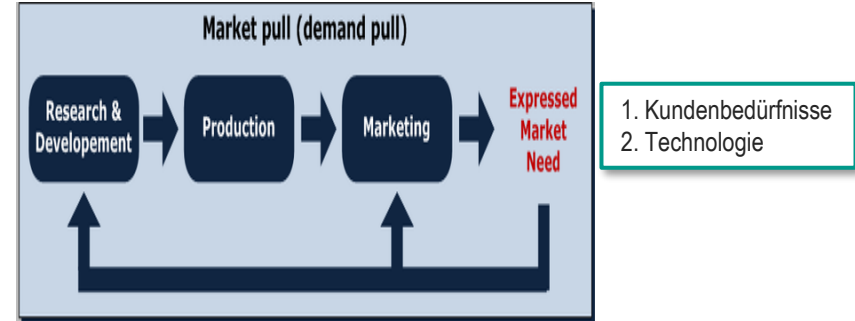 Market pull (demand pull)
Research &
Developement
Production
Marketing
Expressed
Market
Need
1. Kundenbedürfnisse
2. Technologie